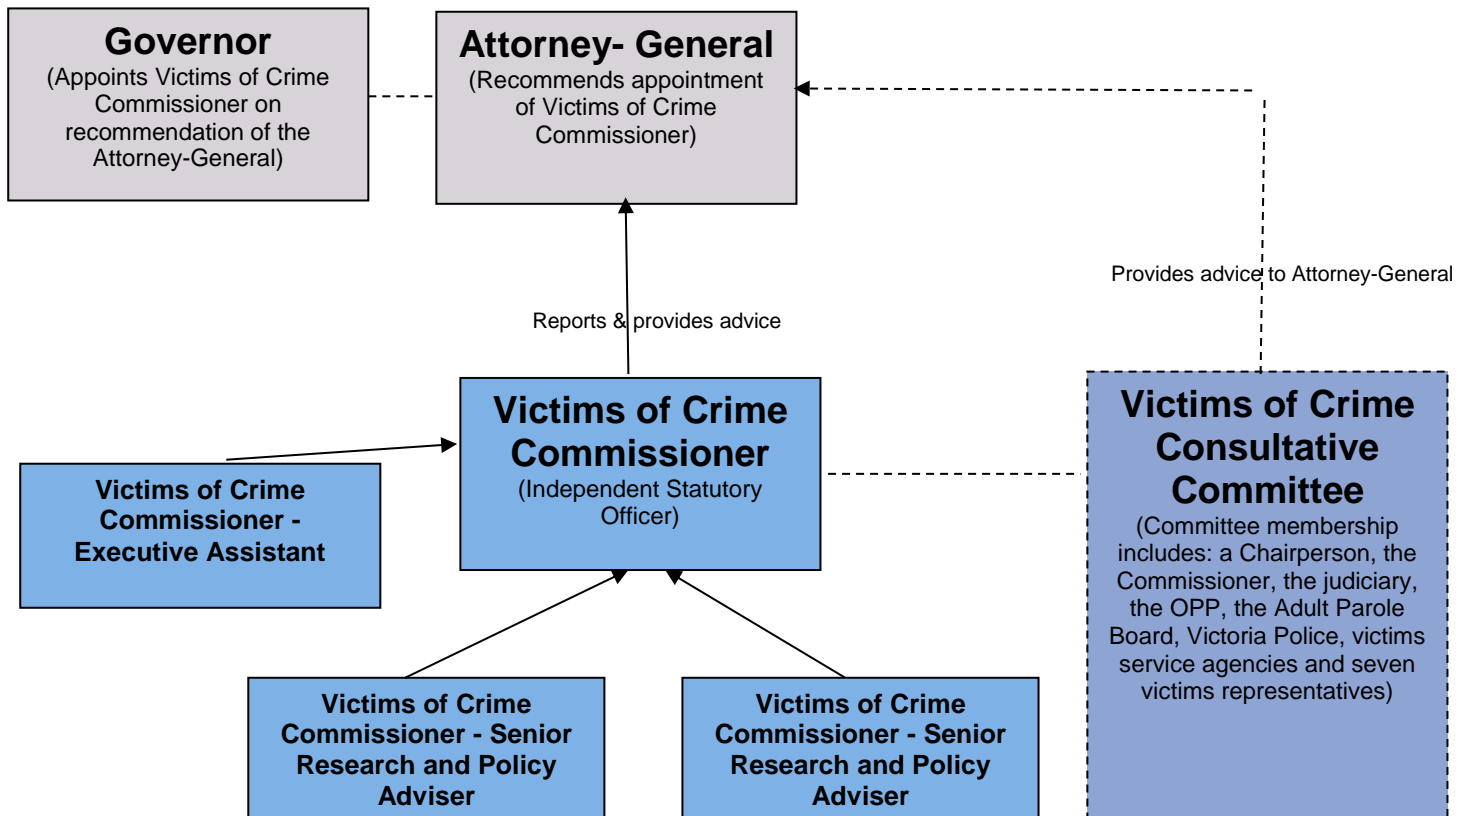 Governor
(Appoints Victims of Crime
Commissioner on
recommendation of the
Attorney-General)
Attorney- General
(Recommends appointment
of Victims of Crime
Commissioner)
Provides advice to Attorney-General
Reports & provides advice
Victims of Crime
Commissioner
(Independent Statutory
Officer)
Victims of Crime
Consultative
Committee
(Committee membership
includes: a Chairperson, the
Commissioner, the judiciary,
the OPP, the Adult Parole
Board, Victoria Police, victims
service agencies and seven
victims representatives)
Victims of Crime
Commissioner -
Executive Assistant
Victims of Crime
Commissioner - Senior
Research and Policy
Adviser
Victims of Crime
Commissioner - Senior
Research and Policy
Adviser